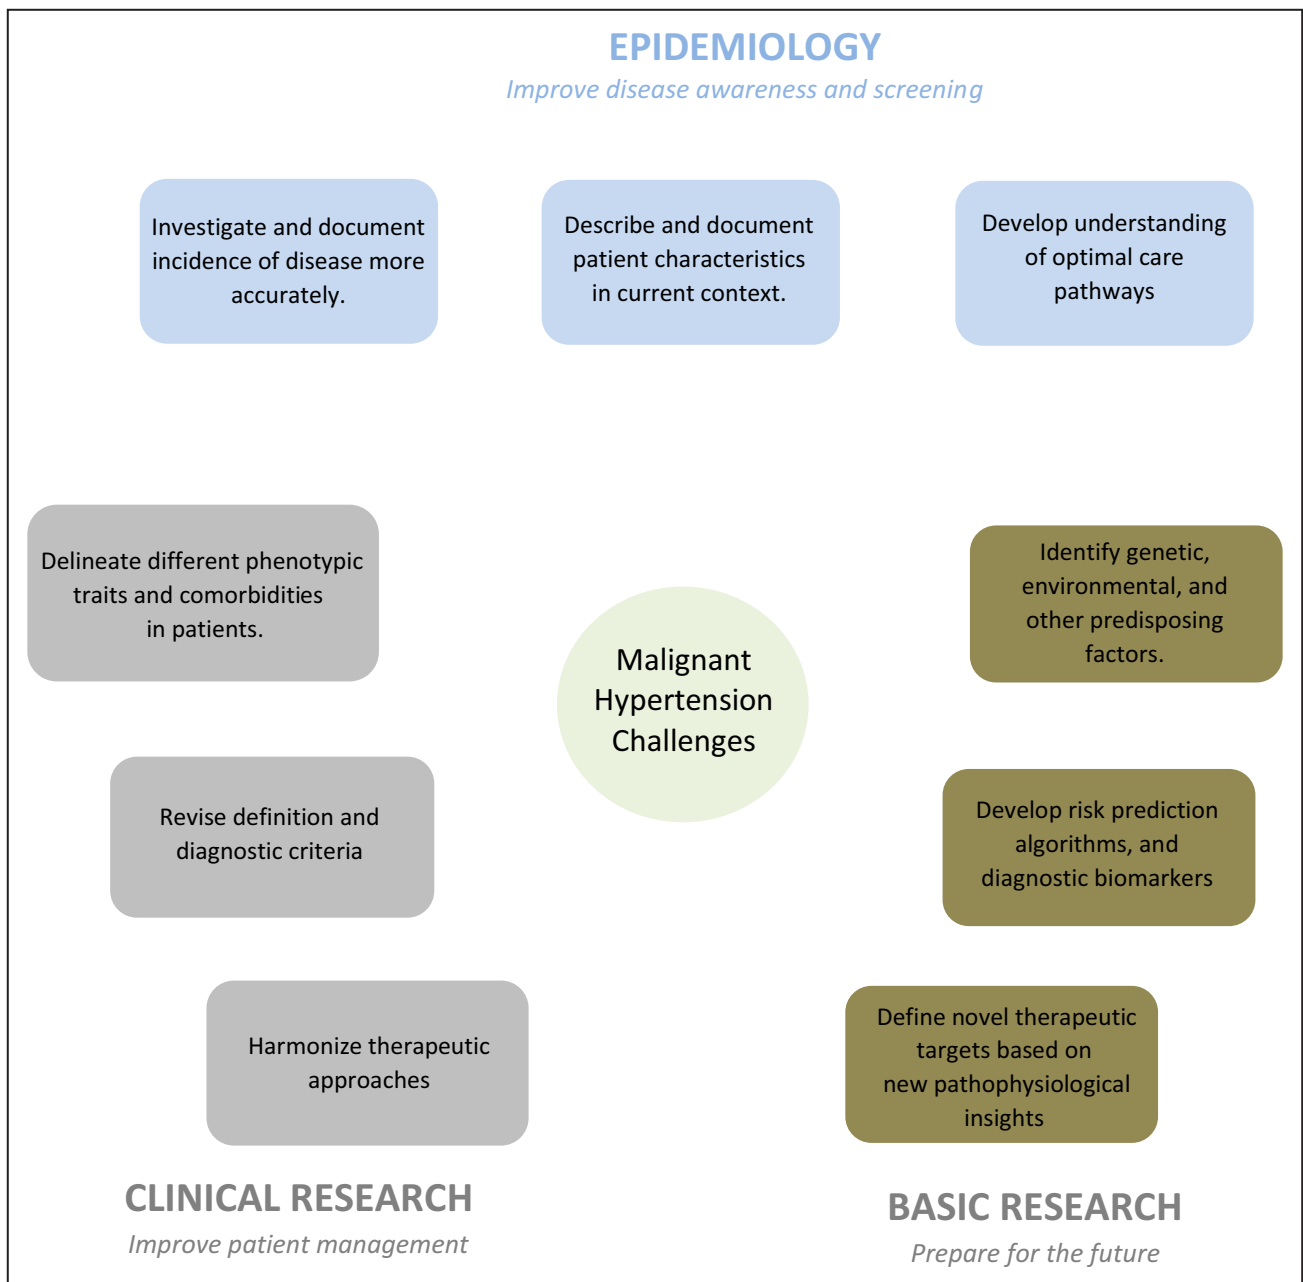 EPIDEMIOLOGY
Improve disease awareness and screening
Investigate and document
incidence of disease more
accurately.
Describe and document
patient characteristics
in current context.
Develop understanding
of optimal care
pathways
Delineate different phenotypic
traits and comorbidities
in patients.
Revise definition and
diagnostic criteria
Harmonize therapeutic
approaches
Malignant
Hypertension
Challenges
Identify genetic,
environmental, and
other predisposing
factors.
Develop risk prediction
algorithms, and
diagnostic biomarkers
Define novel therapeutic
targets based on
new pathophysiological
insights
CLINICAL RESEARCH
Improve patient management
BASIC RESEARCH
Prepare for the future